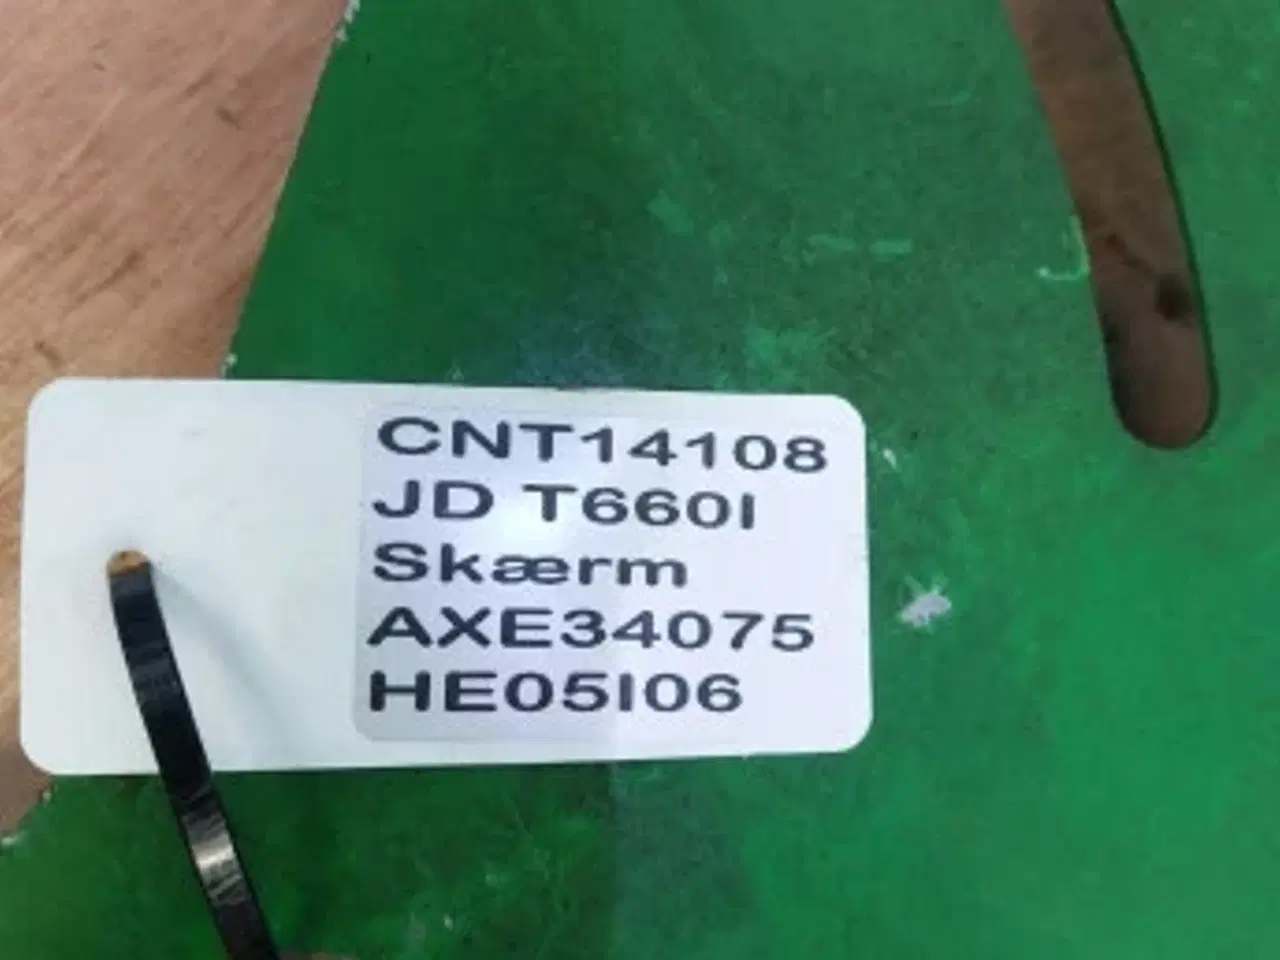 CNT14108
JD T660I
Skærm
AXE34075
HE05I06